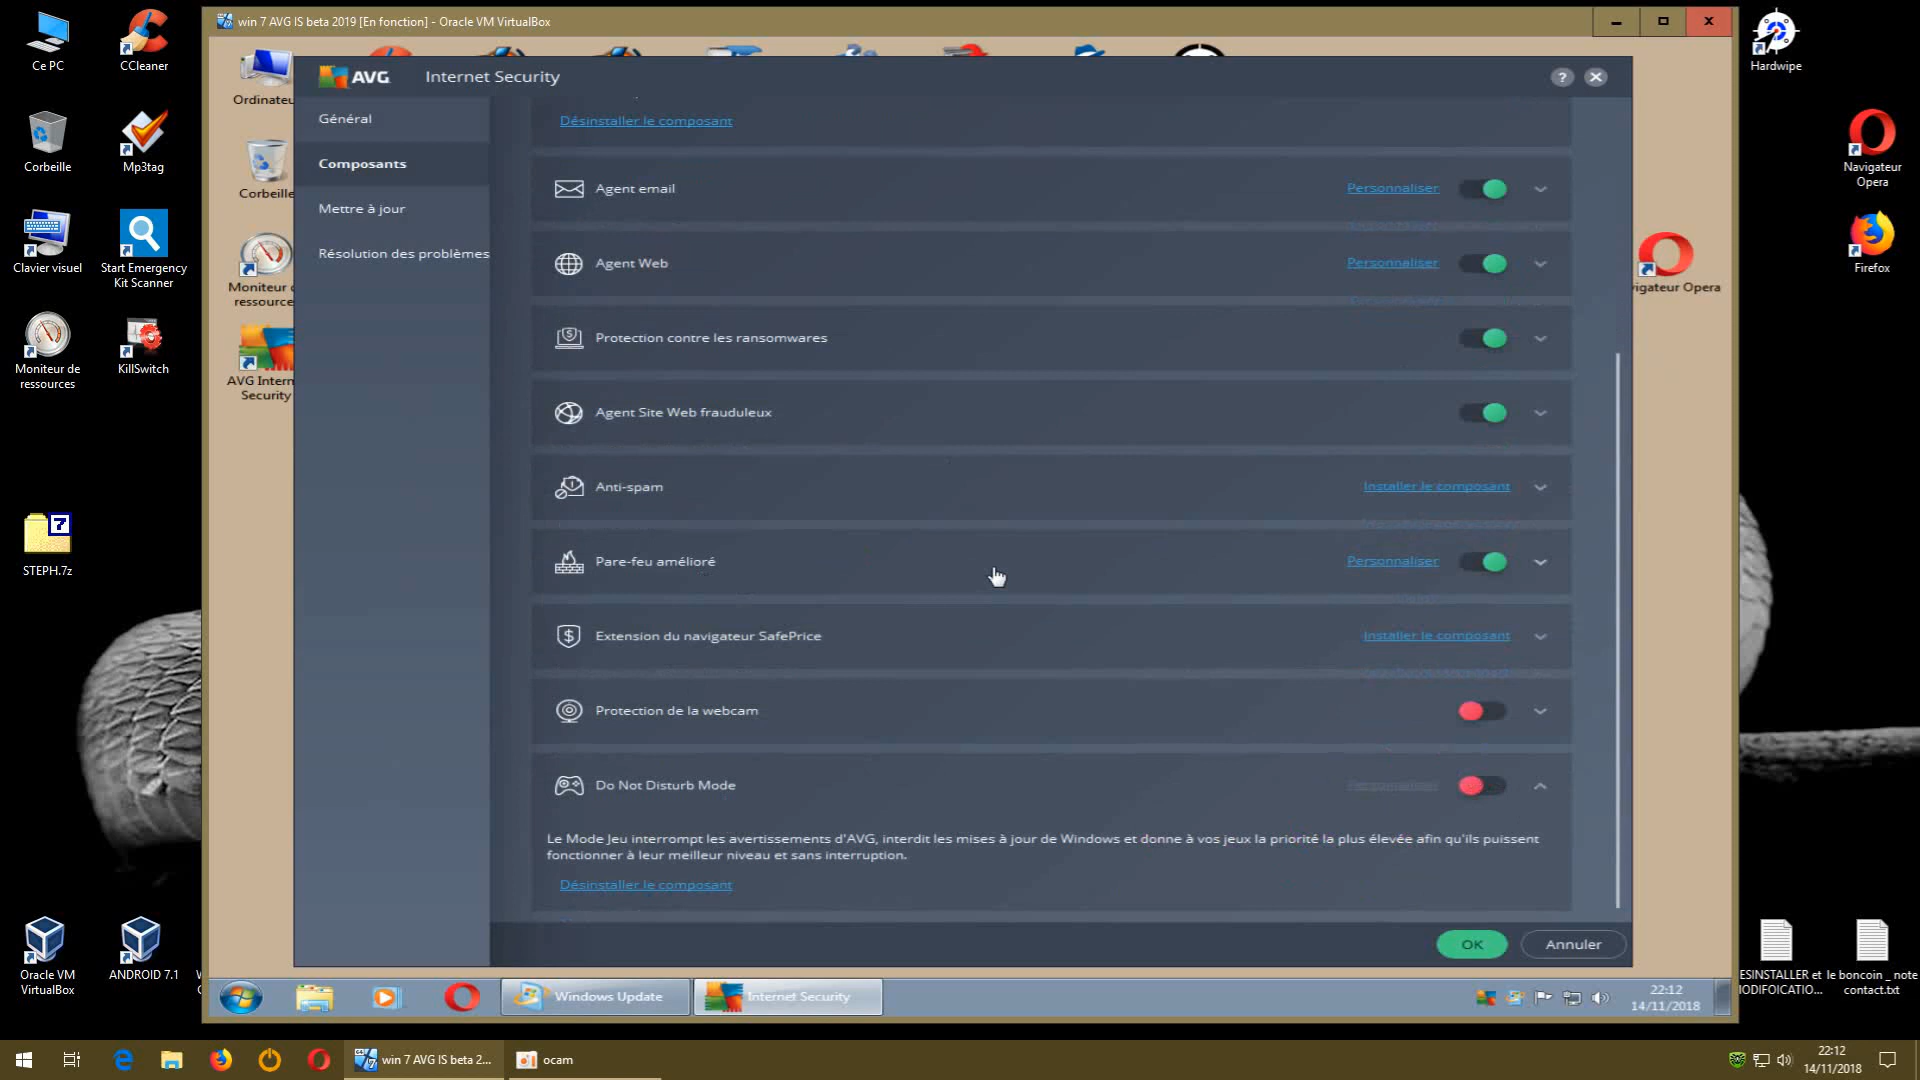 win 7 AVG IS beta 2019 [En fonction] - Oracle VM VirtualBox
Ce PC
CCleaner
Corbeille
Mp3tag
Clavier visuel
Start Emergency
Kit Scanner
Moniteur de
ressources
KillSwitch
STEPH.7z
Oracle VM
VirtualBox
ANDROID 7.1
Ordinateu
Corbeille
Moniteur
ressource
AVG Intern
Security
AVG
Internet Security
?
Général
Composants
Mettre à jour
Résolution des problèmes
Désinstaller le composant
Agent email
Personnaliser
Agent Web
Personnaliser
Protection contre les ransomwares
Agent Site Web frauduleux
Anti-spam
Installer le composant
Pare-feu amélioré
Personnaliser
Extension du navigateur SafePrice
Installer le composant
Protection de la webcam
Do Not Disturb Mode
Personnaliser
Le Mode Jeu interrompt les avertissements d'AVG, interdit les mises à jour de Windows et donne à vos jeux la priorité la plus élevée afin qu'ils puissent
fonctionner à leur meilleur niveau et sans interruption.
Désinstaller le composant
OK
Annuler
vigateur Opera
Hardwipe
Navigateur
Opera
Firefox
ESINSTALLER et
IODIFOICATIO...
le boncoin _ note
contact.txt
Windows Update
Internet Security
22:12
14/11/2018
win 7 AVG IS beta 2...
ocam
22:12
14/11/2018